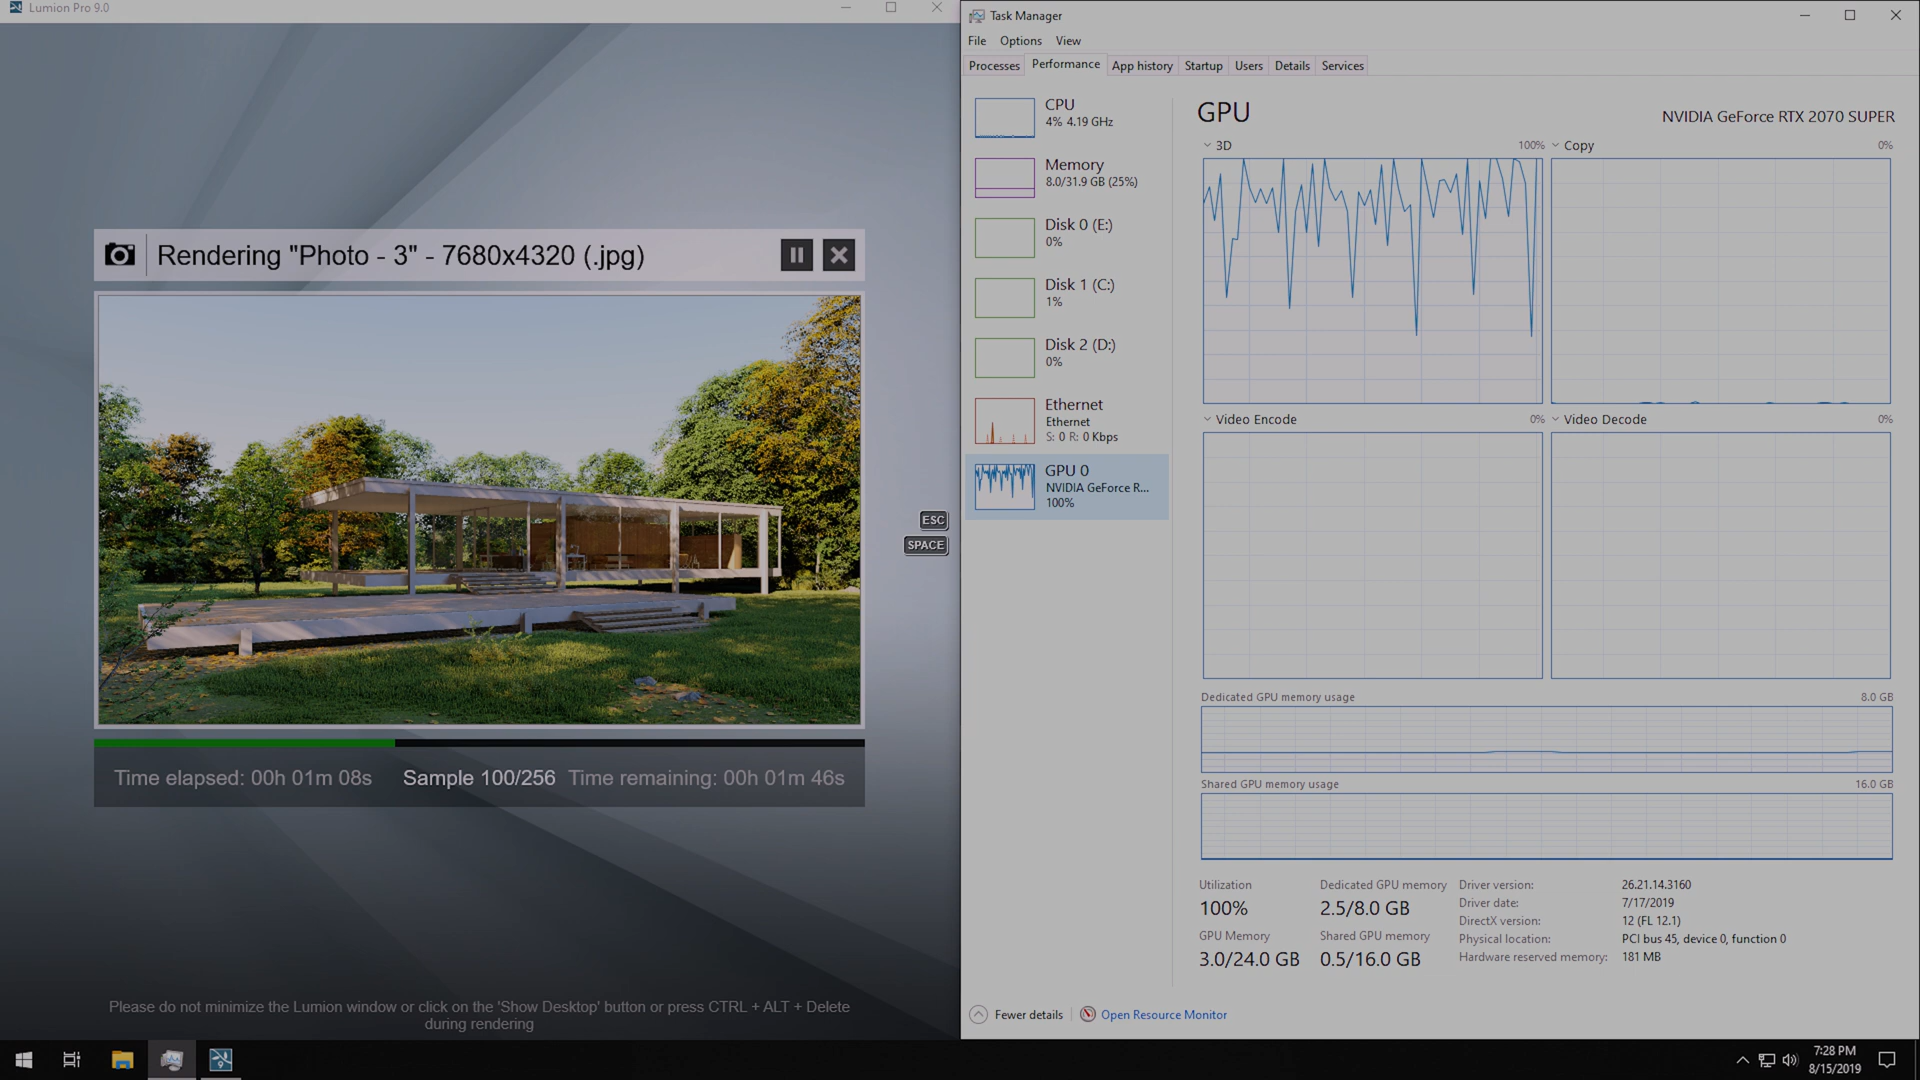 Lumion Pro 9.0
Rendering "Photo - 3" - 7680x4320 (.jpg)
ESC
SPACE
Time elapsed: 00h 01m 08s Sample 100/256 Time remaining: 00h 01m 46s
Please do not minimize the Lumion window or click on the 'Show Desktop' button or press CTRL + ALT + Delete
during rendering
Task Manager
File Options View
Processes Performance App history Startup Users Details Services
CPU
4% 4.19 GHz
Memory
8.0/31.9 GB (25%)
Disk 0 (E:)
0%
Disk 1 (C:)
1%
Disk 2 (D:)
0%
Ethernet
Ethernet
S: 0 R: 0 Kbps
GPU 0
NVIDIA GeForce R...
100%
GPU NVIDIA GeForce RTX 2070 SUPER
3D 100% Copy 0%
Video Encode 0% Video Decode 0%
Dedicated GPU memory usage 8.0 GB
Shared GPU memory usage 16.0 GB
Utilization
100%
Dedicated GPU memory
2.5/8.0 GB
GPU Memory
3.0/24.0 GB
Shared GPU memory
0.5/16.0 GB
Driver version: 26.21.14.3160
Driver date: 7/17/2019
DirectX version: 12 (FL 12.1)
Physical location: PCI bus 45, device 0, function 0
Hardware reserved memory: 181 MB
Fewer details Open Resource Monitor
7:28 PM
8/15/2019